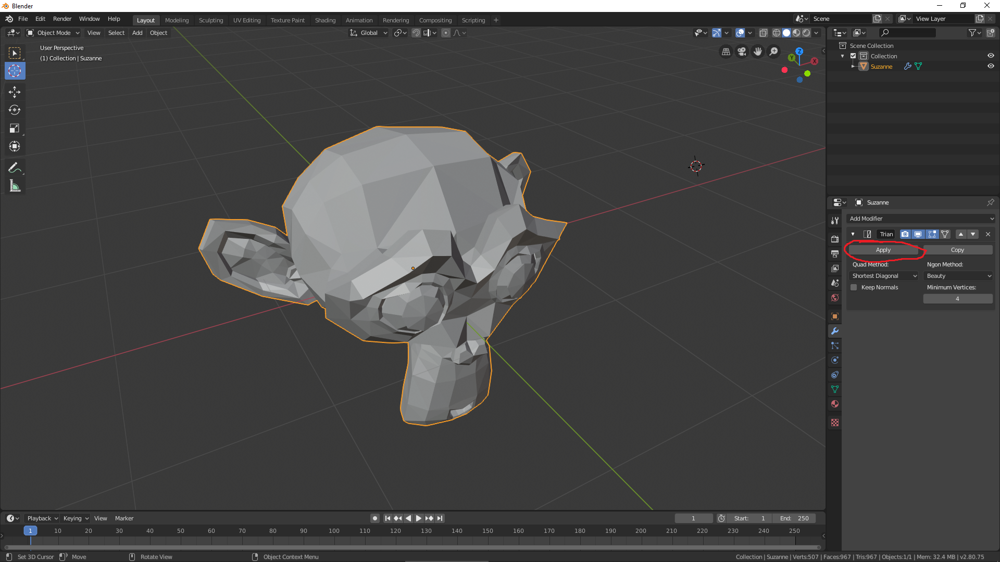 Blender
File Edit Render Window Help
Layout Modeling Sculpting UV Editing Texture Paint Shading Animation Rendering Compositing Scripting +
Scene
View Layer
Object Mode View Select Add Object
Global
User Perspective
(1) Collection | Suzanne
Z
Y
X
Scene Collection
Collection
Suzanne
Suzanne
Add Modifier
Trian
Apply Copy
Quad Method: Ngon Method:
Shortest Diagonal Beauty
Keep Normals Minimum Vertices:
4
Playback Keying View Marker
1 Start: 1 End: 250
1 10 20 30 40 50 60 70 80 90 100 110 120 130 140 150 160 170 180 190 200 210 220 230 240 250
Set 3D Cursor Move Rotate View Object Context Menu
Collection | Suzanne | Verts:507 | Faces:967 | Tris:967 | Objects:1/1 | Mem: 32.4 MB | v2.80.75